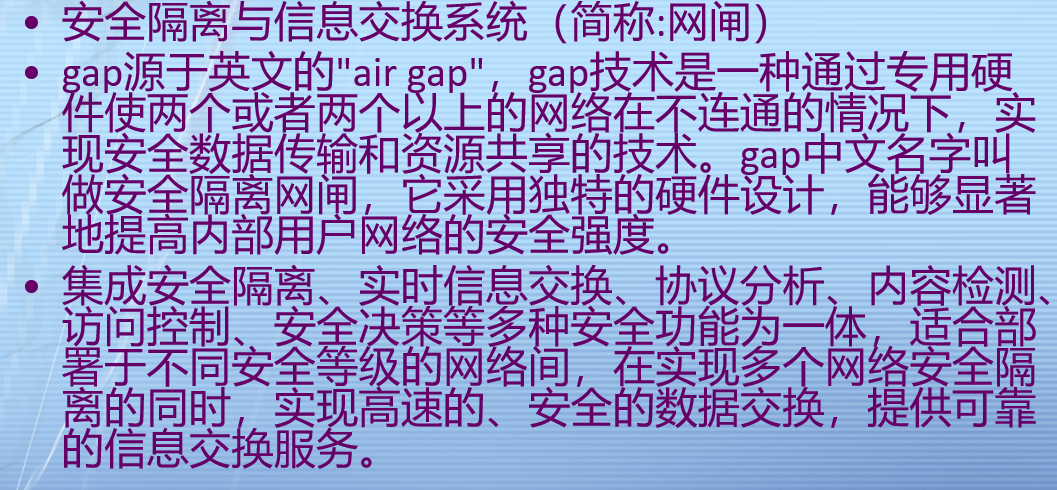 • 安全隔离与信息交换系统（简称:网闸）
• gap源于英文的"air gap"，gap技术是一种通过专用硬
件使两个或者两个以上的网络在不连通的情况下，实
现安全数据传输和资源共享的技术。gap中文名字叫
做安全隔离网闸，它采用独特的硬件设计，能够显著
地提高内部用户网络的安全强度。
• 集成安全隔离、实时信息交换、协议分析、内容检测、
访问控制、安全决策等多种安全功能为一体，适合部
署于不同安全等级的网络间，在实现多个网络安全隔
离的同时，实现高速的、安全的数据交换，提供可靠
的信息交换服务。